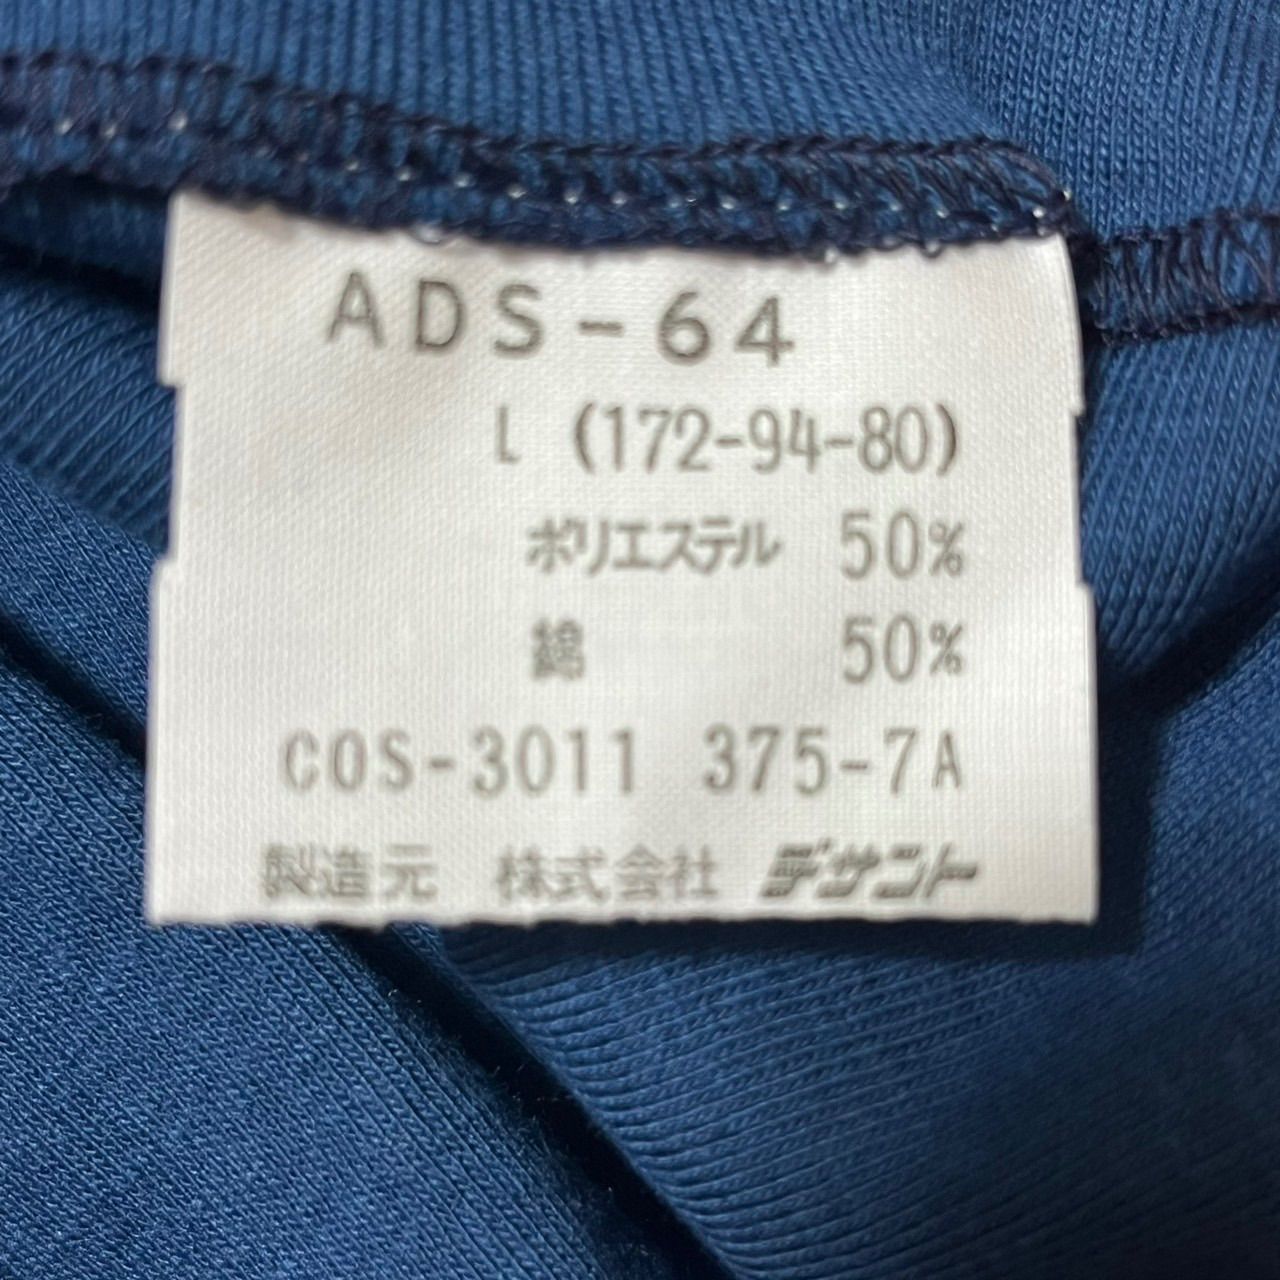 ADS-64
L (172-94-80)
ポリエステル 50%
綿 50%
COS-3011 375-7A
製造元 株式会社 デサント